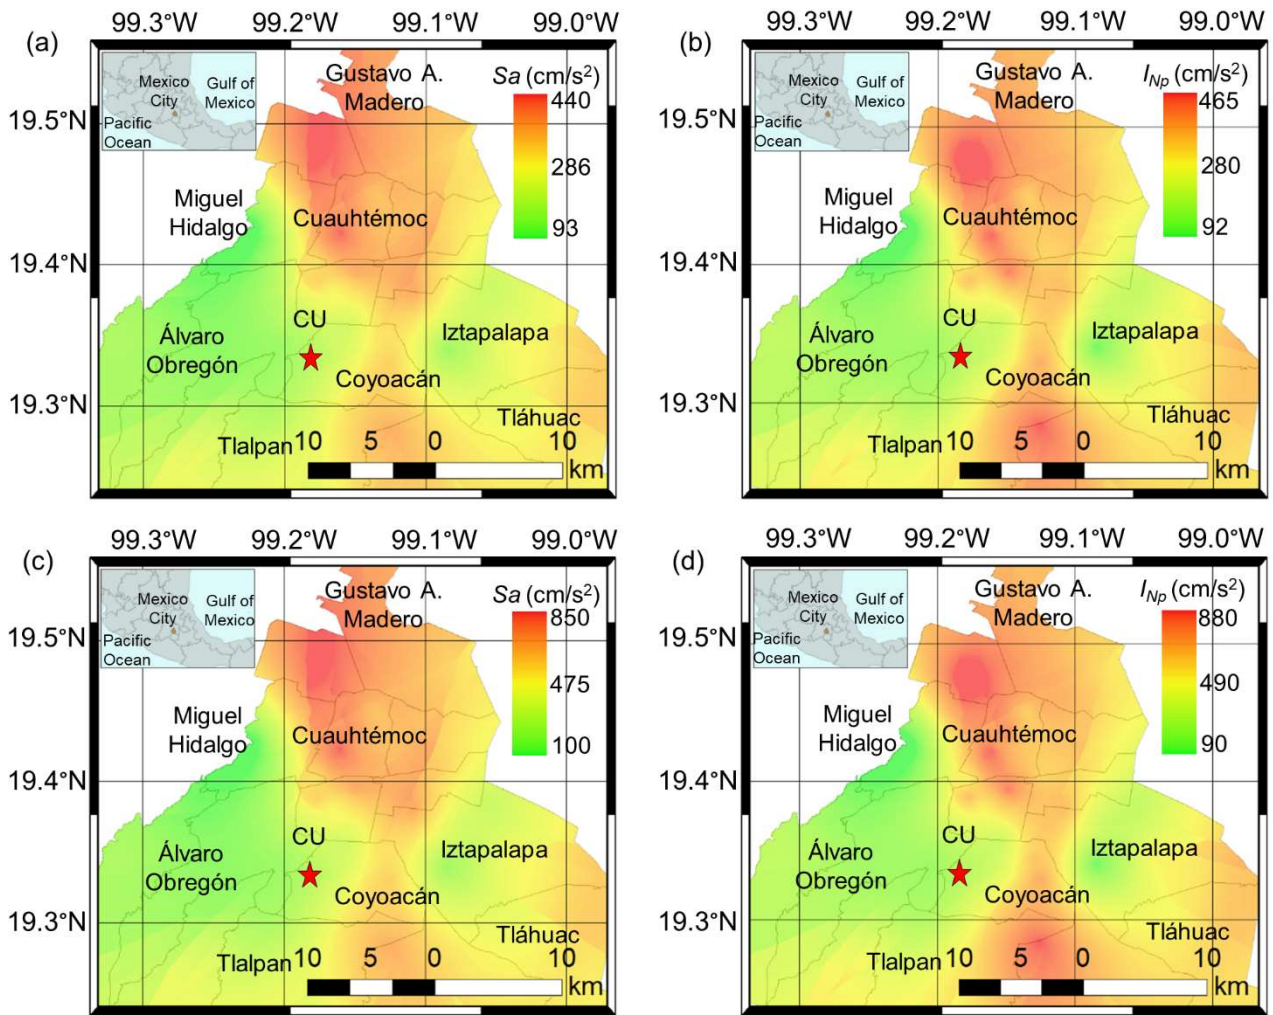 99.3°W 99.2°W 99.1°W 99.0°W
(a)
Mexico
City
Gulf of
Mexico
Pacific
Ocean
Gustavo A.
Madero
Sa (cm/s²)
440
286
93
19.5°N
Miguel
Hidalgo
Cuauhtémoc
19.4°N
CU
Álvaro
Obregón
Iztapalapa
Coyoacán
19.3°N
Tláhuac
Tlalpan
10 5 0 10
km
99.3°W 99.2°W 99.1°W 99.0°W
(b)
Mexico
City
Gulf of
Mexico
Pacific
Ocean
Gustavo A.
Madero
I_Np (cm/s²)
465
280
92
19.5°N
Miguel
Hidalgo
Cuauhtémoc
19.4°N
CU
Álvaro
Obregón
Iztapalapa
Coyoacán
19.3°N
Tláhuac
Tlalpan
10 5 0 10
km
99.3°W 99.2°W 99.1°W 99.0°W
(c)
Mexico
City
Gulf of
Mexico
Pacific
Ocean
Gustavo A.
Madero
Sa (cm/s²)
850
475
100
19.5°N
Miguel
Hidalgo
Cuauhtémoc
19.4°N
CU
Álvaro
Obregón
Iztapalapa
Coyoacán
19.3°N
Tláhuac
Tlalpan
10 5 0 10
km
99.3°W 99.2°W 99.1°W 99.0°W
(d)
Mexico
City
Gulf of
Mexico
Pacific
Ocean
Gustavo A.
Madero
I_Np (cm/s²)
880
490
90
19.5°N
Miguel
Hidalgo
Cuauhtémoc
19.4°N
CU
Álvaro
Obregón
Iztapalapa
Coyoacán
19.3°N
Tláhuac
Tlalpan
10 5 0 10
km